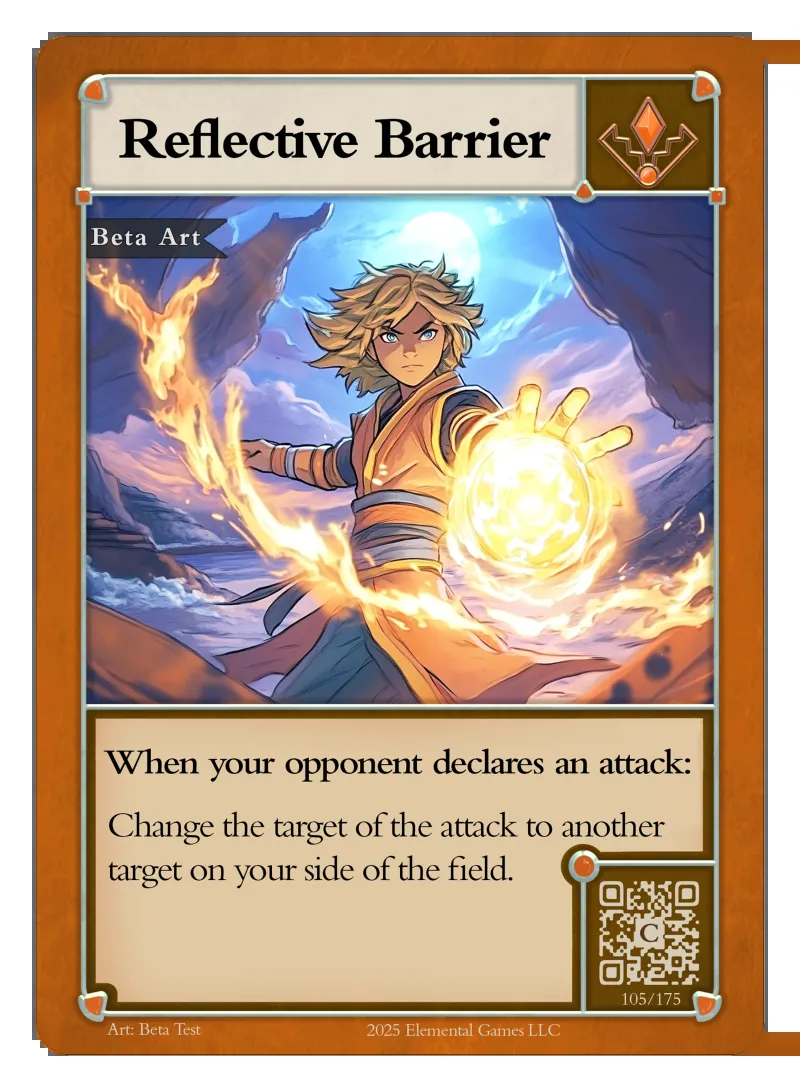 Reflective Barrier
Beta Art
When your opponent declares an attack:
Change the target of the attack to another
target on your side of the field.
C
105/175
Art: Beta Test
2025 Elemental Games LLC